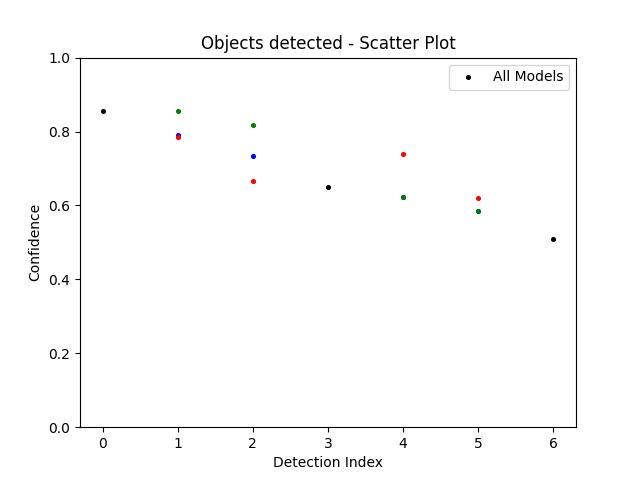 Objects detected - Scatter Plot
All Models
1.0
0.8
0.6
0.4
0.2
0.0
Confidence
0 1 2 3 4 5 6
Detection Index